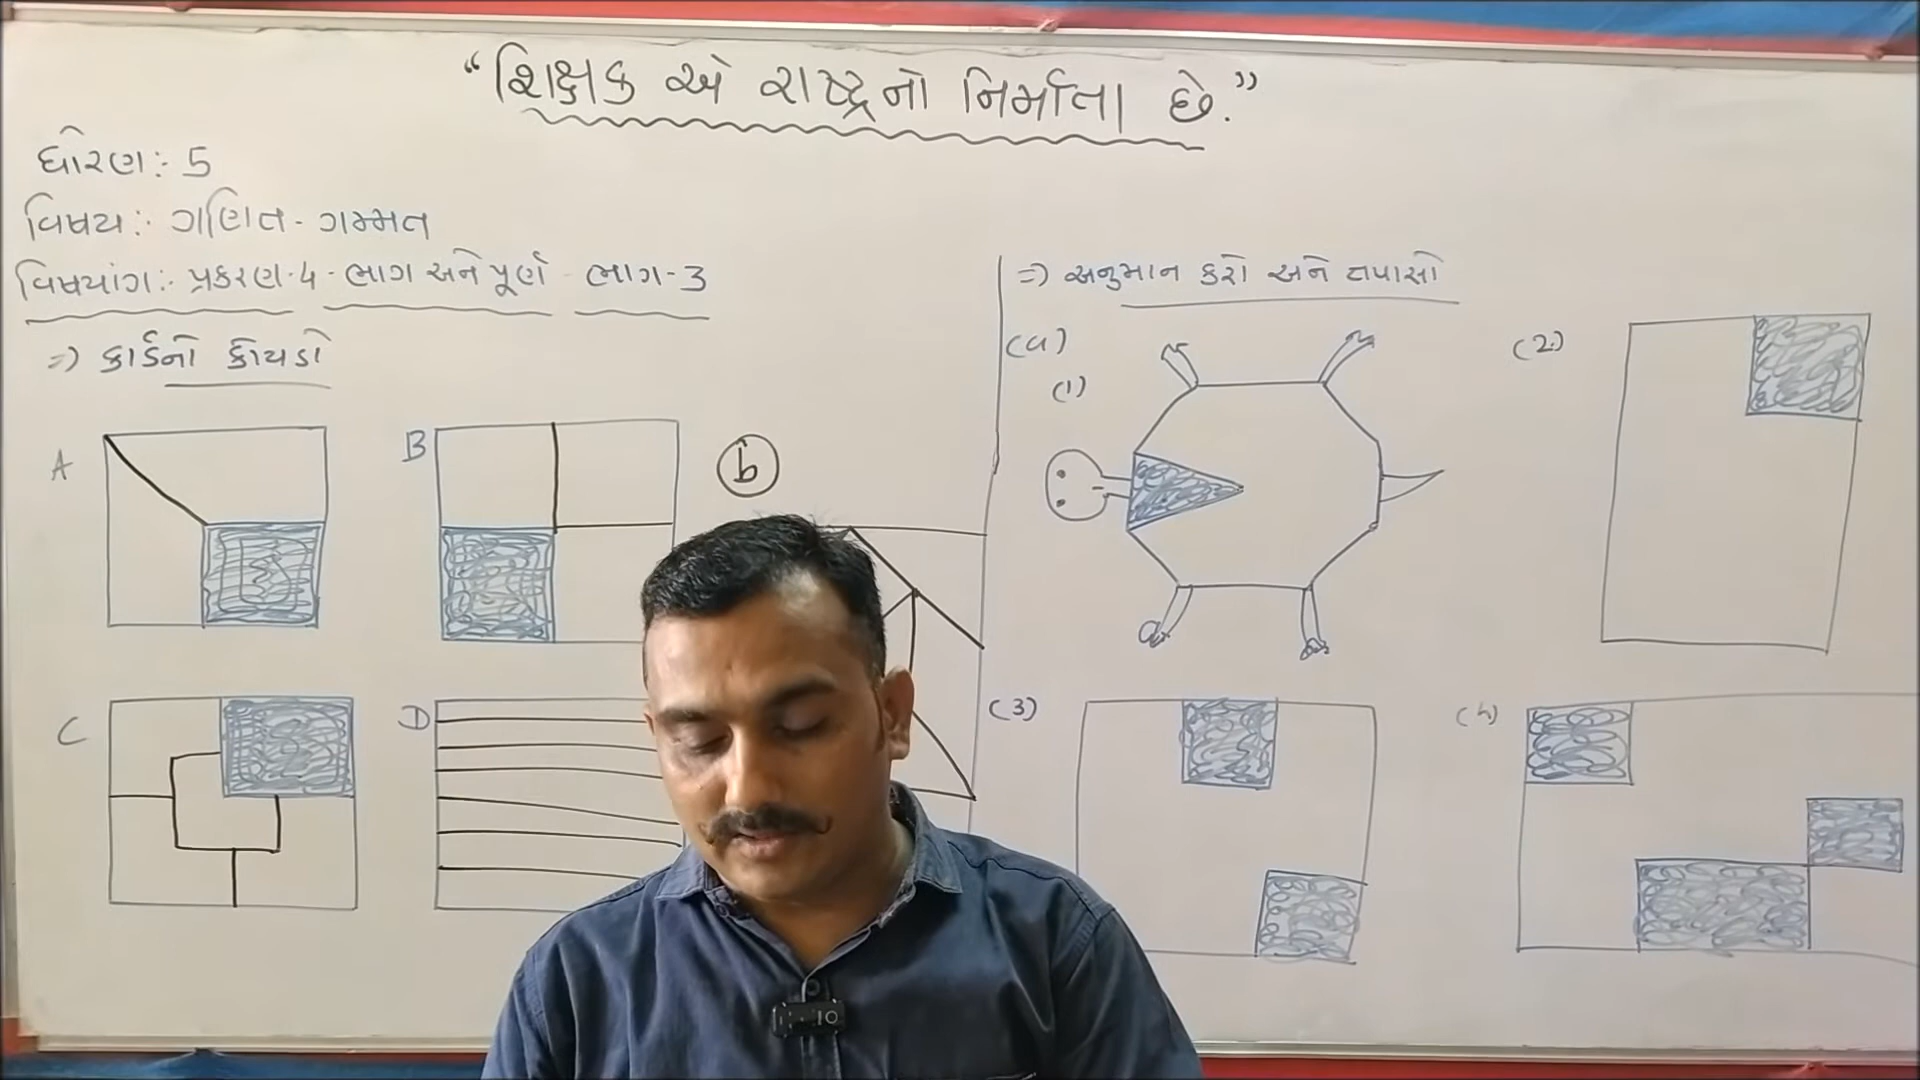 “શિક્ષક એ રાષ્ટ્રનો નિર્માતા છે.”
ધોરણ:- 5
વિષય:- ગણિત - ગમ્મત
વિષયાંગ:- પ્રકરણ-4 - ભાગ અને પૂર્ણ - ભાગ-3
=) કાર્ડનો કોયડો
A
B
b
C
D
=) અનુમાન કરો અને તપાસો
(a)
(1)
(2)
(3)
(4)